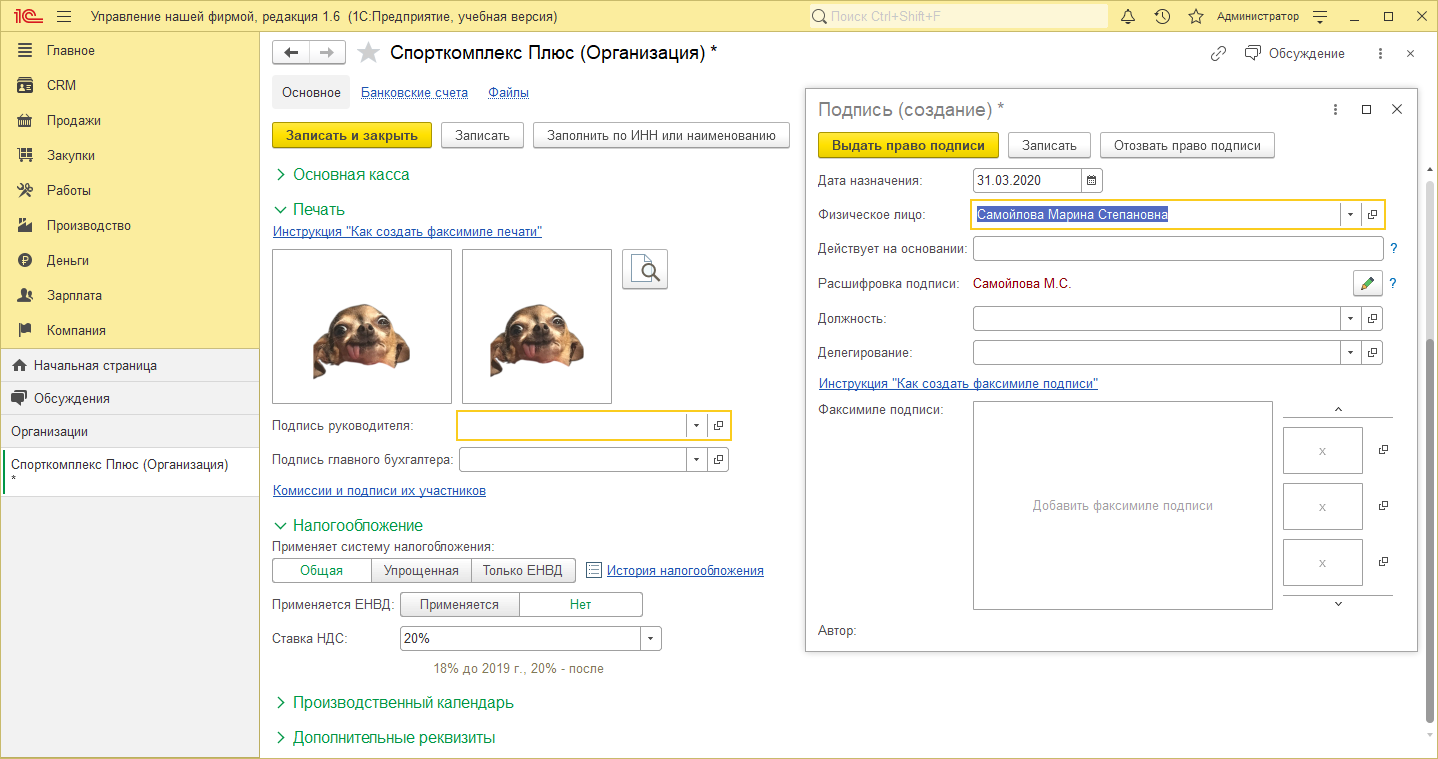 1С Управление нашей фирмой, редакция 1.6 (1С:Предприятие, учебная версия)
Поиск Ctrl+Shift+F
Администратор
Главное
CRM
Продажи
Закупки
Работы
Производство
Деньги
Зарплата
Компания
Начальная страница
Обсуждения
Организации
Спорткомплекс Плюс (Организация)
*
Спорткомплекс Плюс (Организация) *
Обсуждение
Основное Банковские счета Файлы
Записать и закрыть Записать Заполнить по ИНН или наименованию
Основная касса
Печать
Инструкция "Как создать факсимиле печати"
Подпись руководителя:
Подпись главного бухгалтера:
Комиссии и подписи их участников
Налогообложение
Применяет систему налогообложения:
Общая Упрощенная Только ЕНВД История налогообложения
Применяется ЕНВД: Применяется Нет
Ставка НДС: 20%
18% до 2019 г., 20% - после
Производственный календарь
Дополнительные реквизиты
Подпись (создание) *
Выдать право подписи Записать Отозвать право подписи
Дата назначения: 31.03.2020
Физическое лицо: Самойлова Марина Степановна
Действует на основании: ?
Расшифровка подписи: Самойлова М.С. ?
Должность:
Делегирование:
Инструкция "Как создать факсимиле подписи"
Факсимиле подписи:
Добавить факсимиле подписи
x
x
x
Автор: